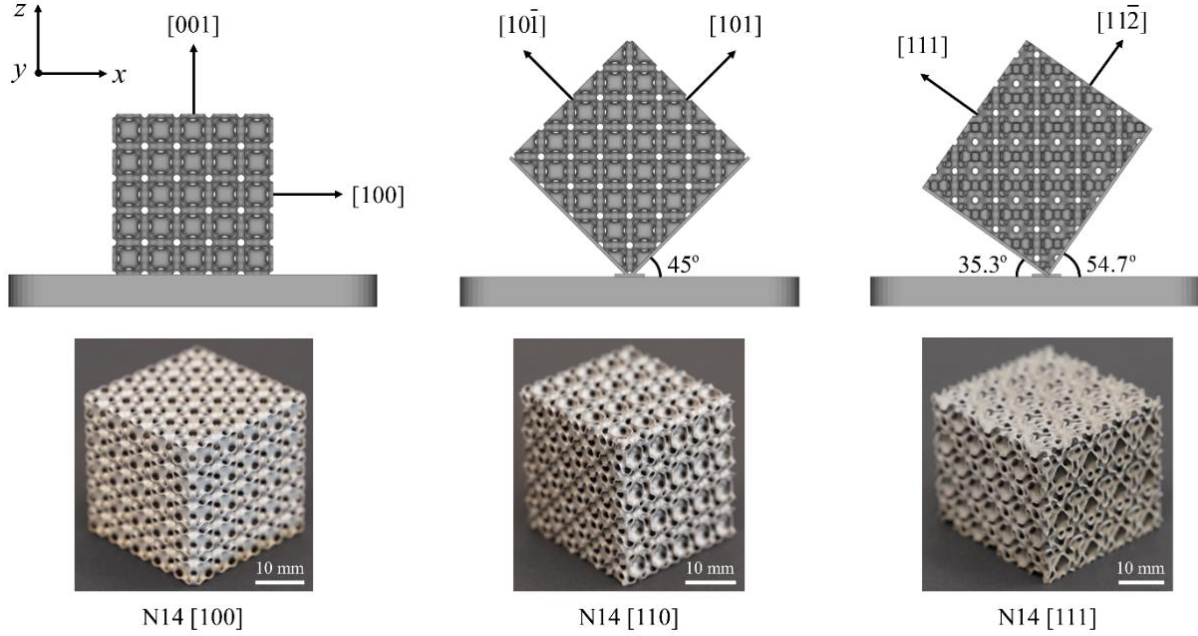 z
y
x
[001]
[100]
[101̄]
[101]
45°
[111]
[112̄]
35.3°
54.7°
10 mm
10 mm
10 mm
N14 [100]
N14 [110]
N14 [111]